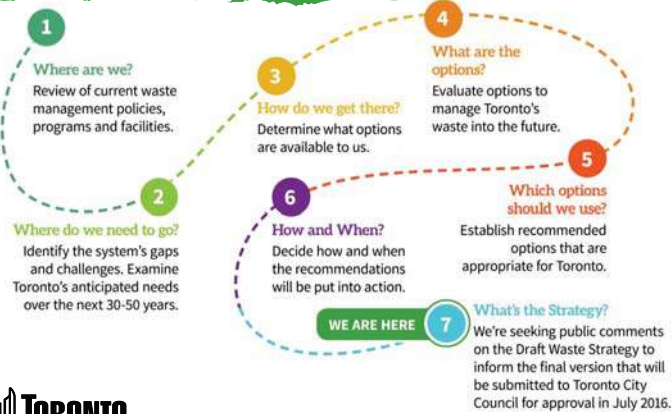 1
Where are we?
Review of current waste
management policies,
programs and facilities.
2
Where do we need to go?
Identify the system's gaps
and challenges. Examine
Toronto's anticipated needs
over the next 30-50 years.
3
How do we get there?
Determine what options
are available to us.
4
What are the
options?
Evaluate options to
manage Toronto's
waste into the future.
5
Which options
should we use?
Establish recommended
options that are
appropriate for Toronto.
6
How and When?
Decide how and when
the recommendations
will be put into action.
WE ARE HERE
7
What's the Strategy?
We're seeking public comments
on the Draft Waste Strategy to
inform the final version that will
be submitted to Toronto City
Council for approval in July 2016.
TORONTO